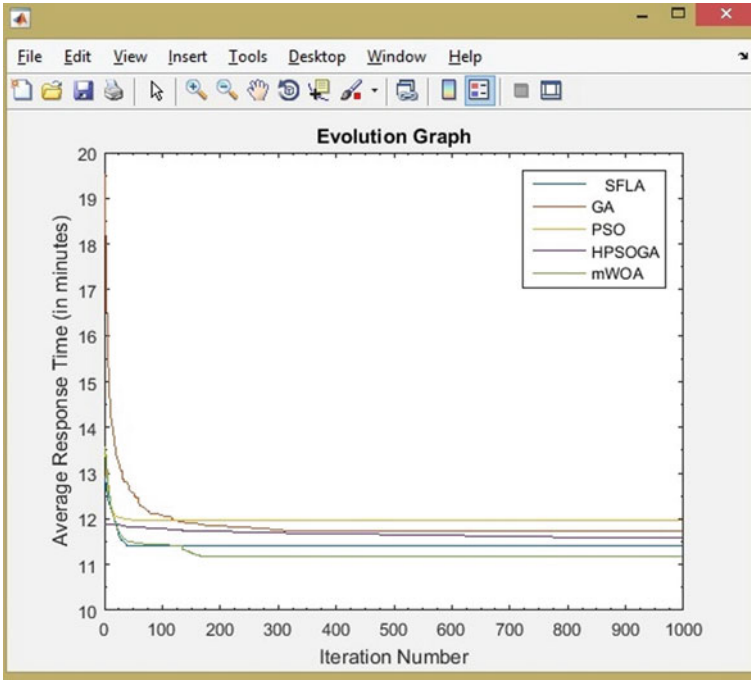 File Edit View Insert Tools Desktop Window Help
Evolution Graph
Average Response Time (in minutes)
20
19
18
17
16
15
14
13
12
11
10
SFLA
GA
PSO
HPSOGA
mWOA
0 100 200 300 400 500 600 700 800 900 1000
Iteration Number